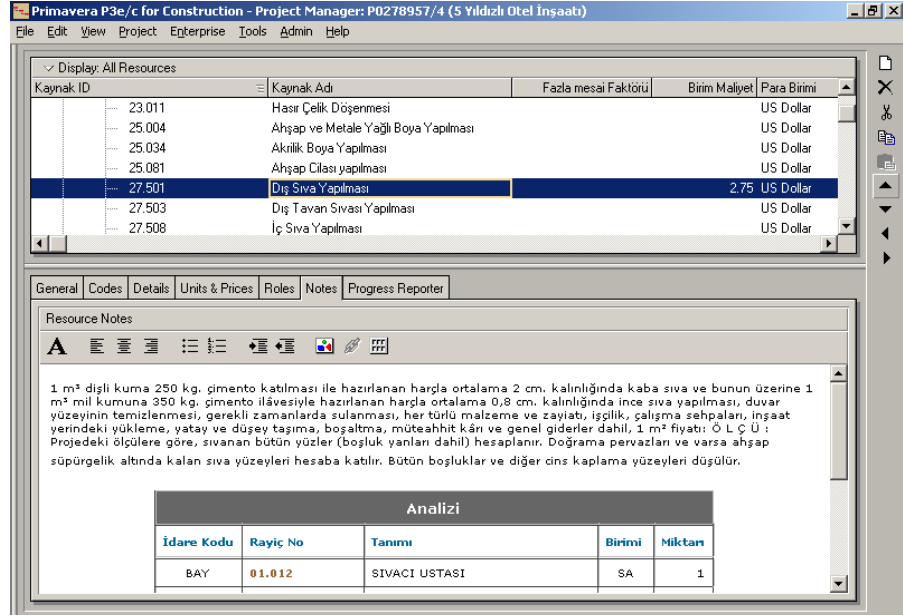 Primavera P3e/c for Construction - Project Manager: P0278957/4 (5 Yıldızlı Otel İnşaatı)
File Edit View Project Enterprise Tools Admin Help
Display: All Resources
Kaynak ID Kaynak Adı Fazla mesai Faktörü Birim Maliyet Para Birimi
23.011 Hasır Çelik Döşenmesi US Dollar
25.004 Ahşap ve Metale Yağlı Boya Yapılması US Dollar
25.034 Akrilik Boya Yapılması US Dollar
25.081 Ahşap Cilası yapılması US Dollar
27.501 Dış Sıva Yapılması 2.75 US Dollar
27.503 Dış Tavan Sıvası Yapılması US Dollar
27.508 İç Sıva Yapılması US Dollar
General Codes Details Units & Prices Roles Notes Progress Reporter
Resource Notes
1 m³ dişli kuma 250 kg. çimento katılması ile hazırlanan harçla ortalama 2 cm. kalınlığında kaba sıva ve bunun üzerine 1
m³ mil kumuna 350 kg. çimento ilâvesiyle hazırlanan harçla ortalama 0,8 cm. kalınlığında ince sıva yapılması, duvar
yüzeyinin temizlenmesi, gerekli zamanlarda sulanması, her türlü malzeme ve zayiatı, işçilik, çalışma sehpaları, inşaat
yerindeki yükleme, yatay ve düşey taşıma, boşaltma, müteahhit kârı ve genel giderler dahil, 1 m² fiyatı: Ö L Ç Ü :
Projedeki ölçülere göre, sıvanan bütün yüzler (boşluk yanları dahil) hesaplanır. Doğrama pervazları ve varsa ahşap
süpürgelik altında kalan sıva yüzeyleri hesaba katılır. Bütün boşluklar ve diğer cins kaplama yüzeyleri düşülür.
Analizi
İdare Kodu Rayiç No Tanımı Birimi Miktarı
BAY 01.012 SIVACI USTASI SA 1